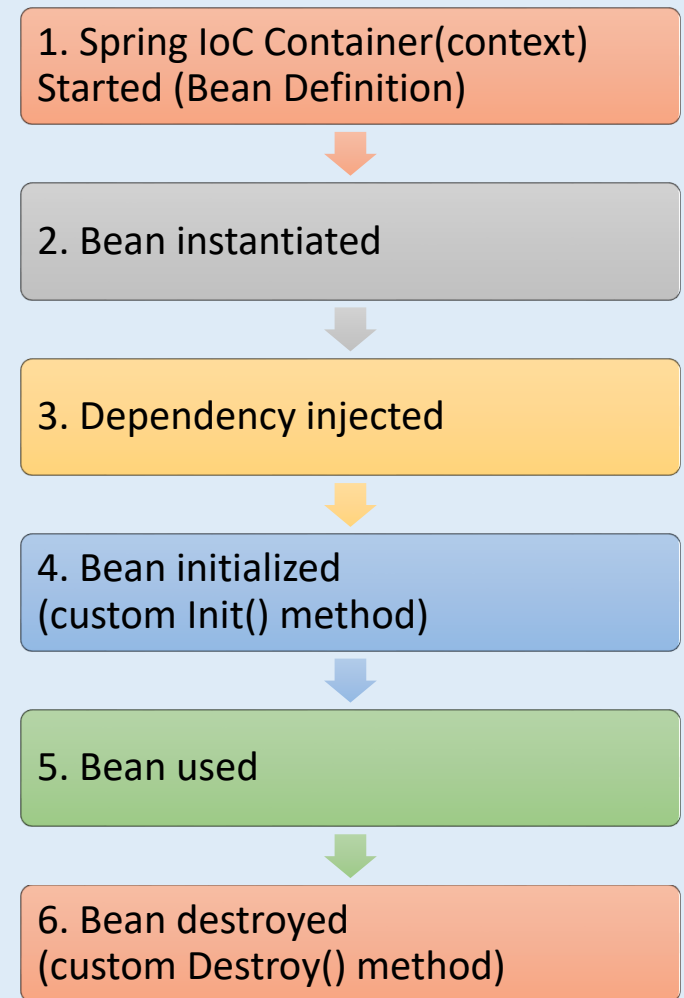 1. Spring IoC Container(context)
Started (Bean Definition)
2. Bean instantiated
3. Dependency injected
4. Bean initialized
(custom Init() method)
5. Bean used
6. Bean destroyed
(custom Destroy() method)